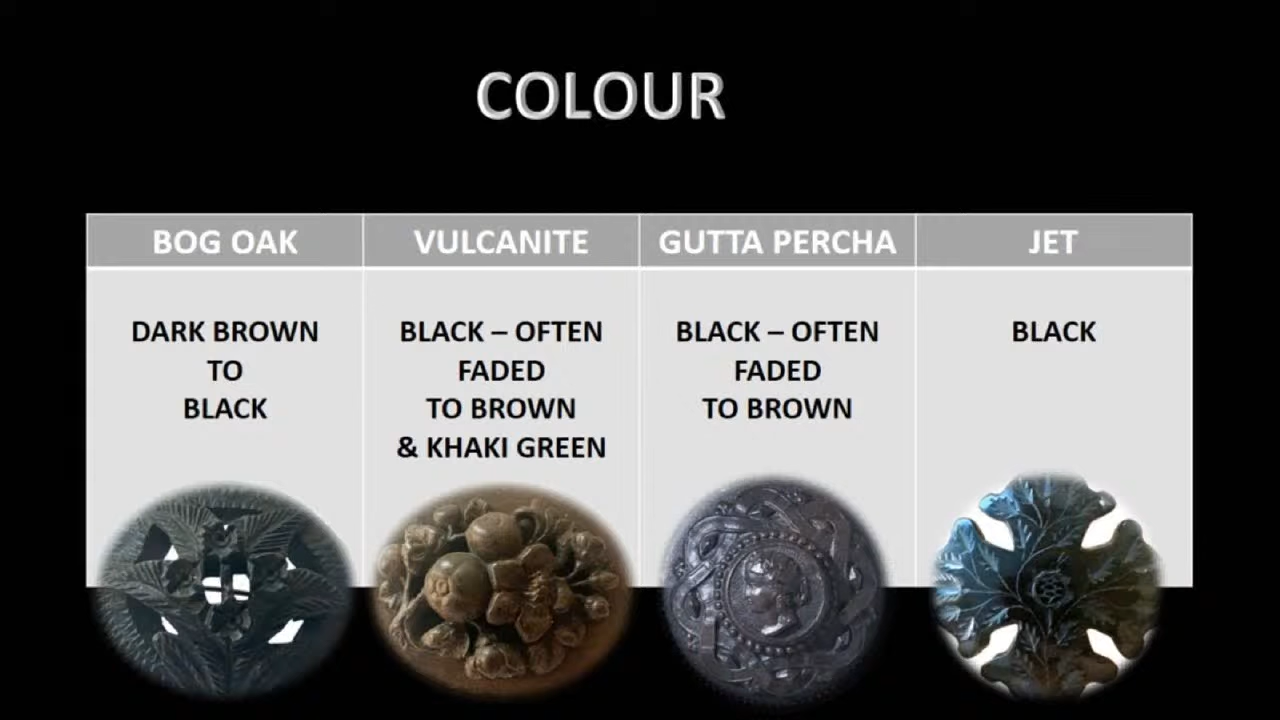 COLOUR
BOG OAK
VULCANITE
GUTTA PERCHA
JET
DARK BROWN
TO
BLACK
BLACK – OFTEN
FADED
TO BROWN
& KHAKI GREEN
BLACK – OFTEN
FADED
TO BROWN
BLACK